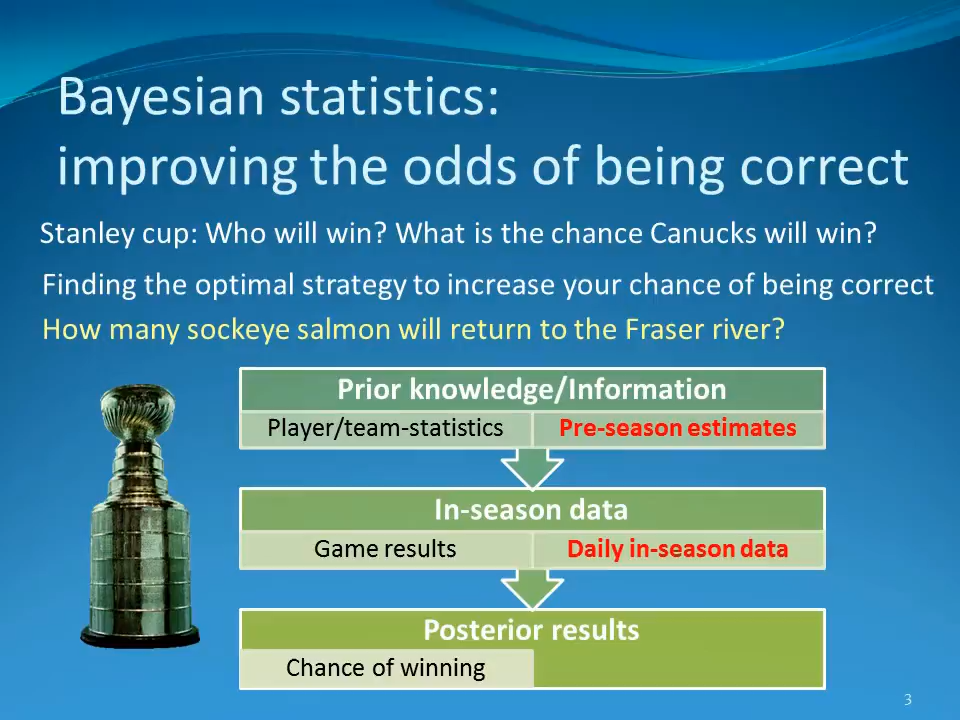 Bayesian statistics:
improving the odds of being correct
Stanley cup: Who will win? What is the chance Canucks will win?
Finding the optimal strategy to increase your chance of being correct
How many sockeye salmon will return to the Fraser river?
Prior knowledge/Information
Player/team-statistics
Pre-season estimates
In-season data
Game results
Daily in-season data
Posterior results
Chance of winning
3